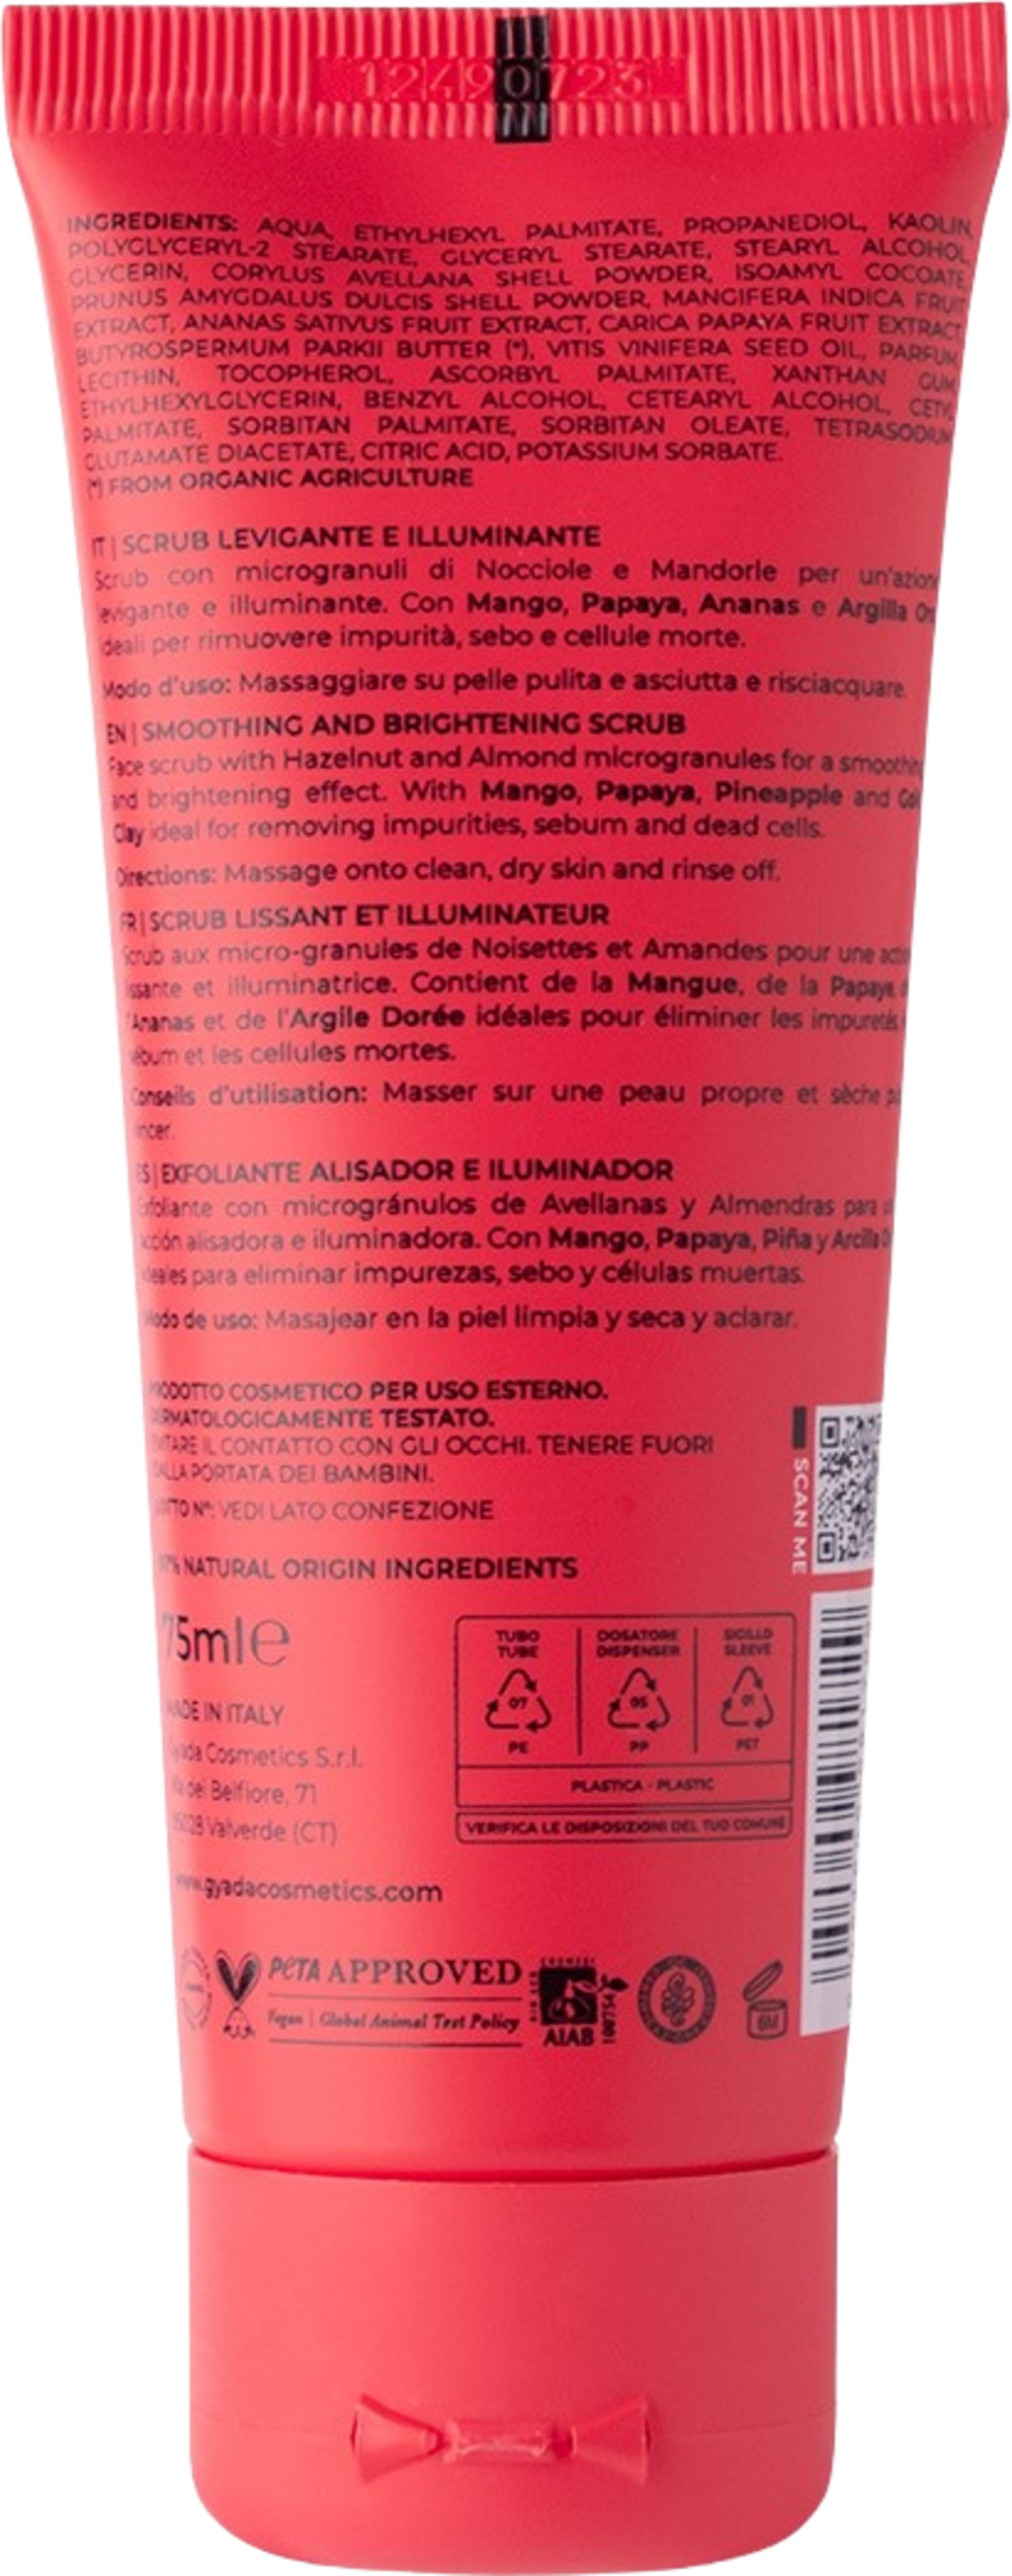 12490723
INGREDIENTS: AQUA, ETHYLHEXYL PALMITATE, PROPANEDIOL, KAOLIN,
POLYGLYCERYL-2 STEARATE, GLYCERYL STEARATE, STEARYL ALCOHOL,
GLYCERIN, CORYLUS AVELLANA SHELL POWDER, ISOAMYL COCOATE,
PRUNUS AMYGDALUS DULCIS SHELL POWDER, MANGIFERA INDICA FRUIT
EXTRACT, ANANAS SATIVUS FRUIT EXTRACT, CARICA PAPAYA FRUIT EXTRACT,
BUTYROSPERMUM PARKII BUTTER (*), VITIS VINIFERA SEED OIL, PARFUM,
LECITHIN, TOCOPHEROL, ASCORBYL PALMITATE, XANTHAN GUM,
ETHYLHEXYLGLYCERIN, BENZYL ALCOHOL, CETEARYL ALCOHOL, CETYL
PALMITATE, SORBITAN PALMITATE, SORBITAN OLEATE, TETRASODIUM
GLUTAMATE DIACETATE, CITRIC ACID, POTASSIUM SORBATE.
(*) FROM ORGANIC AGRICULTURE
IT | SCRUB LEVIGANTE E ILLUMINANTE
Scrub con microgranuli di Nocciole e Mandorle per un'azione
levigante e illuminante. Con Mango, Papaya, Ananas e Argilla
ideali per rimuovere impurità, sebo e cellule morte.
Modo d'uso: Massaggiare su pelle pulita e asciutta e risciacquare.
EN | SMOOTHING AND BRIGHTENING SCRUB
Face scrub with Hazelnut and Almond microgranules for a smoothing
and brightening effect. With Mango, Papaya, Pineapple and
Clay ideal for removing impurities, sebum and dead cells.
Directions: Massage onto clean, dry skin and rinse off.
FR | SCRUB LISSANT ET ILLUMINATEUR
Scrub aux micro-granules de Noisettes et Amandes pour une
lissante et illuminatrice. Contient de la Mangue, de la Papaye,
l'Ananas et de l'Argile Dorée idéales pour éliminer les impuretés,
sébum et les cellules mortes.
Conseils d'utilisation: Masser sur une peau propre et sèche
ES | EXFOLIANTE ALISADOR E ILUMINADOR
Exfoliante con microgránulos de Avellanas y Almendras para
acción alisadora e iluminadora. Con Mango, Papaya, Piña y Arcilla
ideales para eliminar impurezas, sebo y células muertas.
Modo de uso: Masajear en la piel limpia y seca y aclarar.
PRODOTTO COSMETICO PER USO ESTERNO.
DERMATOLOGICAMENTE TESTATO.
EVITARE IL CONTATTO CON GLI OCCHI. TENERE FUORI
DALLA PORTATA DEI BAMBINI.
LOTTO N°: VEDI LATO CONFEZIONE
SCAN ME
NATURAL ORIGIN INGREDIENTS
75ml e
TUBO DOSATORE SIGILLO
TUBE DISPENSER SLEEVE
07 05 01
PE PP PET
PLASTICA - PLASTIC
VERIFICA LE DISPOSIZIONI DEL TUO COMUNE
MADE IN ITALY
Gyada Cosmetics S.r.l.
Via dei Belfiore, 71
95028 Valverde (CT)
www.gyadacosmetics.com
PETA APPROVED
Vegan | Global Animal Test Policy
AIAB
6M